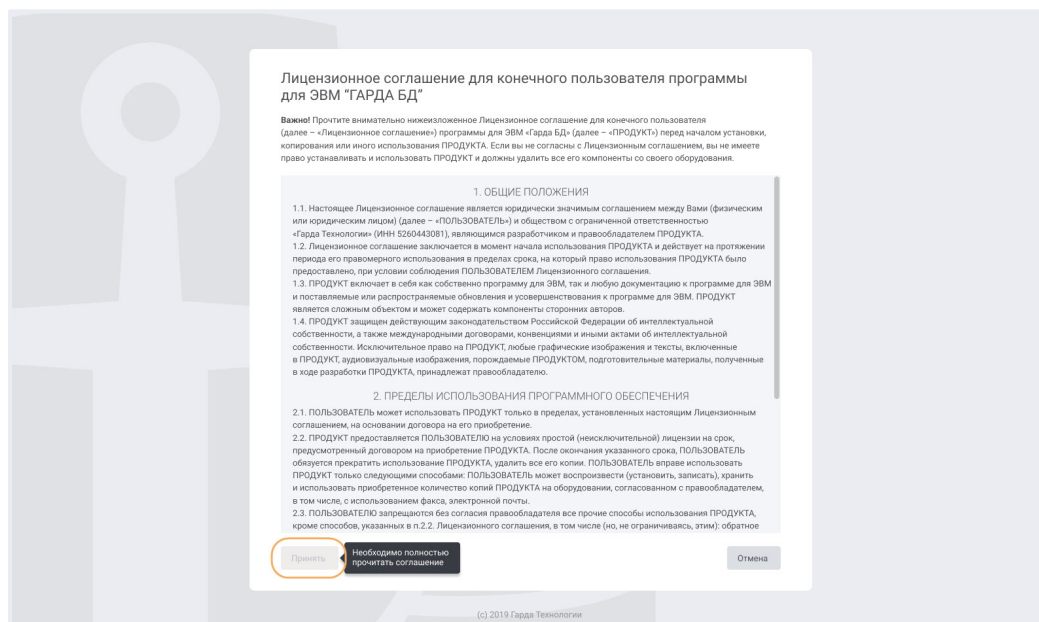 Лицензионное соглашение для конечного пользователя программы
для ЭВМ “ГАРДА БД”
Важно! Прочтите внимательно нижеизложенное Лицензионное соглашение для конечного пользователя
(далее – «Лицензионное соглашение») программы для ЭВМ «Гарда БД» (далее – «ПРОДУКТ») перед началом установки,
копирования или иного использования ПРОДУКТА. Если вы не согласны с Лицензионным соглашением, вы не имеете
право устанавливать и использовать ПРОДУКТ и должны удалить все его компоненты со своего оборудования.
1. ОБЩИЕ ПОЛОЖЕНИЯ
1.1. Настоящее Лицензионное соглашение является юридически значимым соглашением между Вами (физическим
или юридическим лицом) (далее – «ПОЛЬЗОВАТЕЛЬ») и обществом с ограниченной ответственностью
«Гарда Технологии» (ИНН 5260443081), являющимся разработчиком и правообладателем ПРОДУКТА.
1.2. Лицензионное соглашение заключается в момент начала использования ПРОДУКТА и действует на протяжении
периода его правомерного использования в пределах срока, на который право использования ПРОДУКТА было
предоставлено, при условии соблюдения ПОЛЬЗОВАТЕЛЕМ Лицензионного соглашения.
1.3. ПРОДУКТ включает в себя как собственно программу для ЭВМ, так и любую документацию к программе для ЭВМ
и поставляемые или распространяемые обновления и усовершенствования к программе для ЭВМ. ПРОДУКТ
является сложным объектом и может содержать компоненты сторонних авторов.
1.4. ПРОДУКТ защищен действующим законодательством Российской Федерации об интеллектуальной
собственности, а также международными договорами, конвенциями и иными актами об интеллектуальной
собственности. Исключительное право на ПРОДУКТ, любые графические изображения и тексты, включенные
в ПРОДУКТ, аудиовизуальные изображения, порождаемые ПРОДУКТОМ, подготовительные материалы, полученные
в ходе разработки ПРОДУКТА, принадлежат правообладателю.
2. ПРЕДЕЛЫ ИСПОЛЬЗОВАНИЯ ПРОГРАММНОГО ОБЕСПЕЧЕНИЯ
2.1. ПОЛЬЗОВАТЕЛЬ может использовать ПРОДУКТ только в пределах, установленных настоящим Лицензионным
соглашением, на основании договора на его приобретение.
2.2. ПРОДУКТ предоставляется ПОЛЬЗОВАТЕЛЮ на условиях простой (неисключительной) лицензии на срок,
предусмотренный договором на приобретение ПРОДУКТА. После окончания указанного срока, ПОЛЬЗОВАТЕЛЬ
обязуется прекратить использование ПРОДУКТА, удалить все его копии. ПОЛЬЗОВАТЕЛЬ вправе использовать
ПРОДУКТ только следующими способами: ПОЛЬЗОВАТЕЛЬ может воспроизвести (установить, записать), хранить
и использовать приобретенное количество копий ПРОДУКТА на оборудовании, согласованном с правообладателем,
в том числе, с использованием факса, электронной почты.
2.3. ПОЛЬЗОВАТЕЛЮ запрещаются без согласия правообладателя все прочие способы использования ПРОДУКТА,
кроме способов, указанных в п.2.2. Лицензионного соглашения, в том числе (но, не ограничиваясь, этим): обратное
Принять
Необходимо полностью
прочитать соглашение
Отмена
(c) 2019 Гарда Технологии